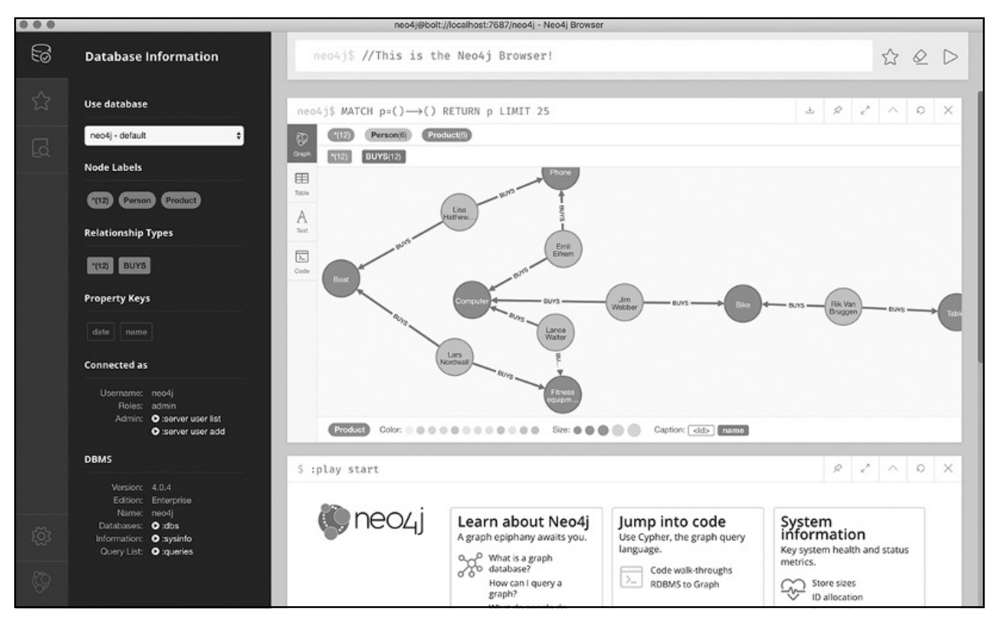 neo4j@bolt://localhost:7687/neo4j - Neo4j Browser
Database Information
Use database
neo4j - default
Node Labels
*(12) Person Product
Relationship Types
*(12) BUYS
Property Keys
date name
Connected as
Username: neo4j
Roles: admin
Admin: :server user list
:server user add
DBMS
Version: 4.0.4
Edition: Enterprise
Name: neo4j
Databases: :dbs
Information: :sysinfo
Query List: :queries
neo4j$ //This is the Neo4j Browser!
neo4j$ MATCH p=()⟶() RETURN p LIMIT 25
Graph
Table
Text
Code
*(12) Person(6) Product(6)
*(12) BUYS(12)
Phone
BUYS
Lisa
Hathew...
BUYS
BUYS
Emil
Eifrem
BUYS
Boat
Computer
BUYS
Jim
Webber
BUYS
Bike
BUYS
Rik Van
Bruggen
BUYS
Tabl
BUYS
BUYS
Lance
Walter
BU...
Lars
Nordwall
BUYS
Fitness
equipm...
Product Color: Size: Caption: <id> name
$ :play start
neo4j
Learn about Neo4j
A graph epiphany awaits you.
What is a graph
database?
How can I query a
graph?
What do people do
Jump into code
Use Cypher, the graph query
language.
Code walk-throughs
RDBMS to Graph
System
information
Key system health and status
metrics.
Store sizes
ID allocation